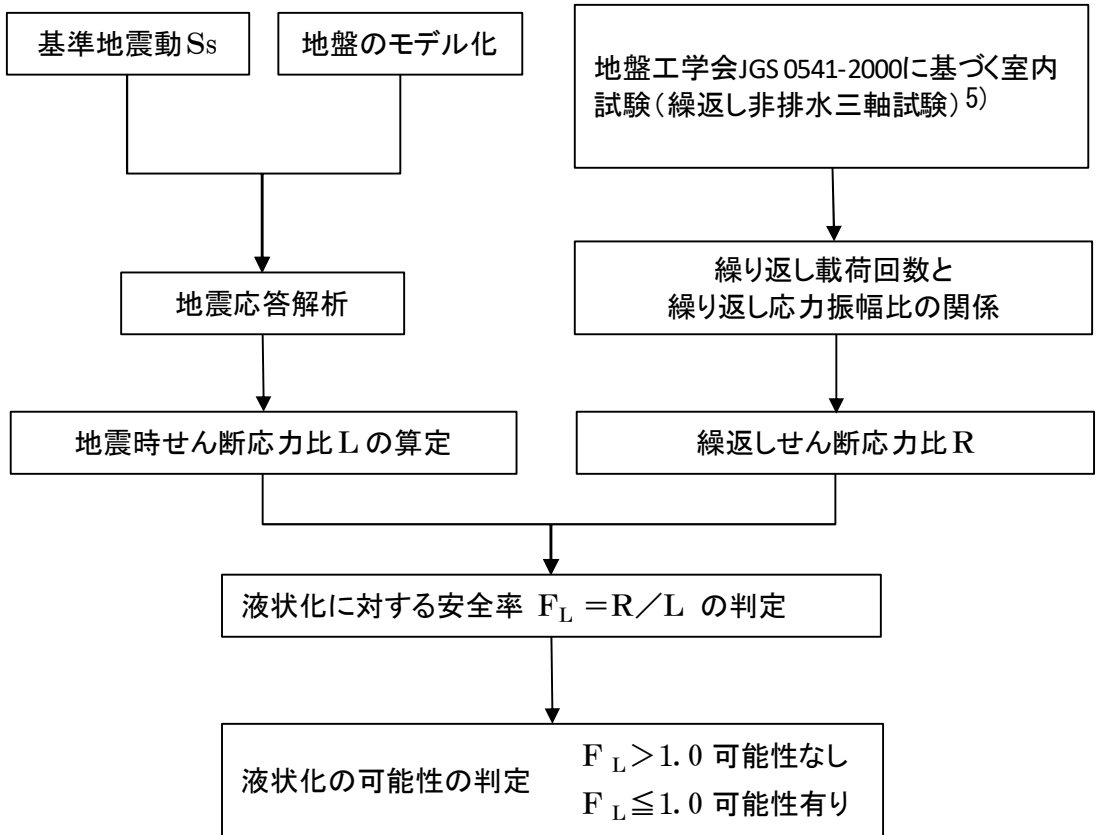 基準地震動Ss
地盤のモデル化
地盤工学会JGS 0541-2000に基づく室内
試験(繰返し非排水三軸試験)5)
繰り返し載荷回数と
繰り返し応力振幅比の関係
地震応答解析
地震時せん断応力比Lの算定
繰返しせん断応力比R
液状化に対する安全率 FL=R/L の判定
液状化の可能性の判定
FL>1.0 可能性なし
FL≦1.0 可能性有り